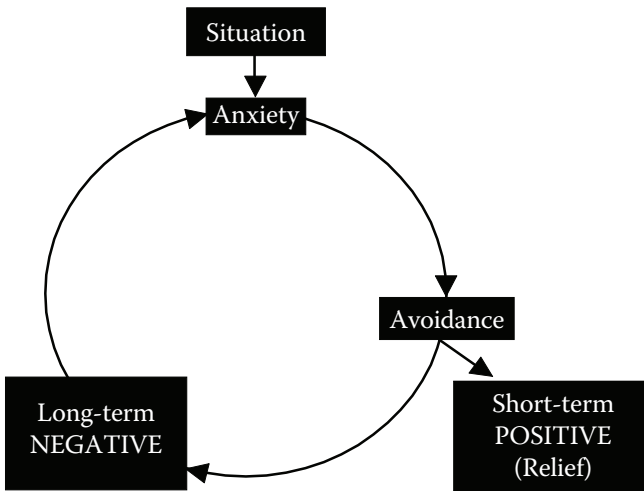 Situation
Anxiety
Avoidance
Long-term
NEGATIVE
Short-term
POSITIVE
(Relief)